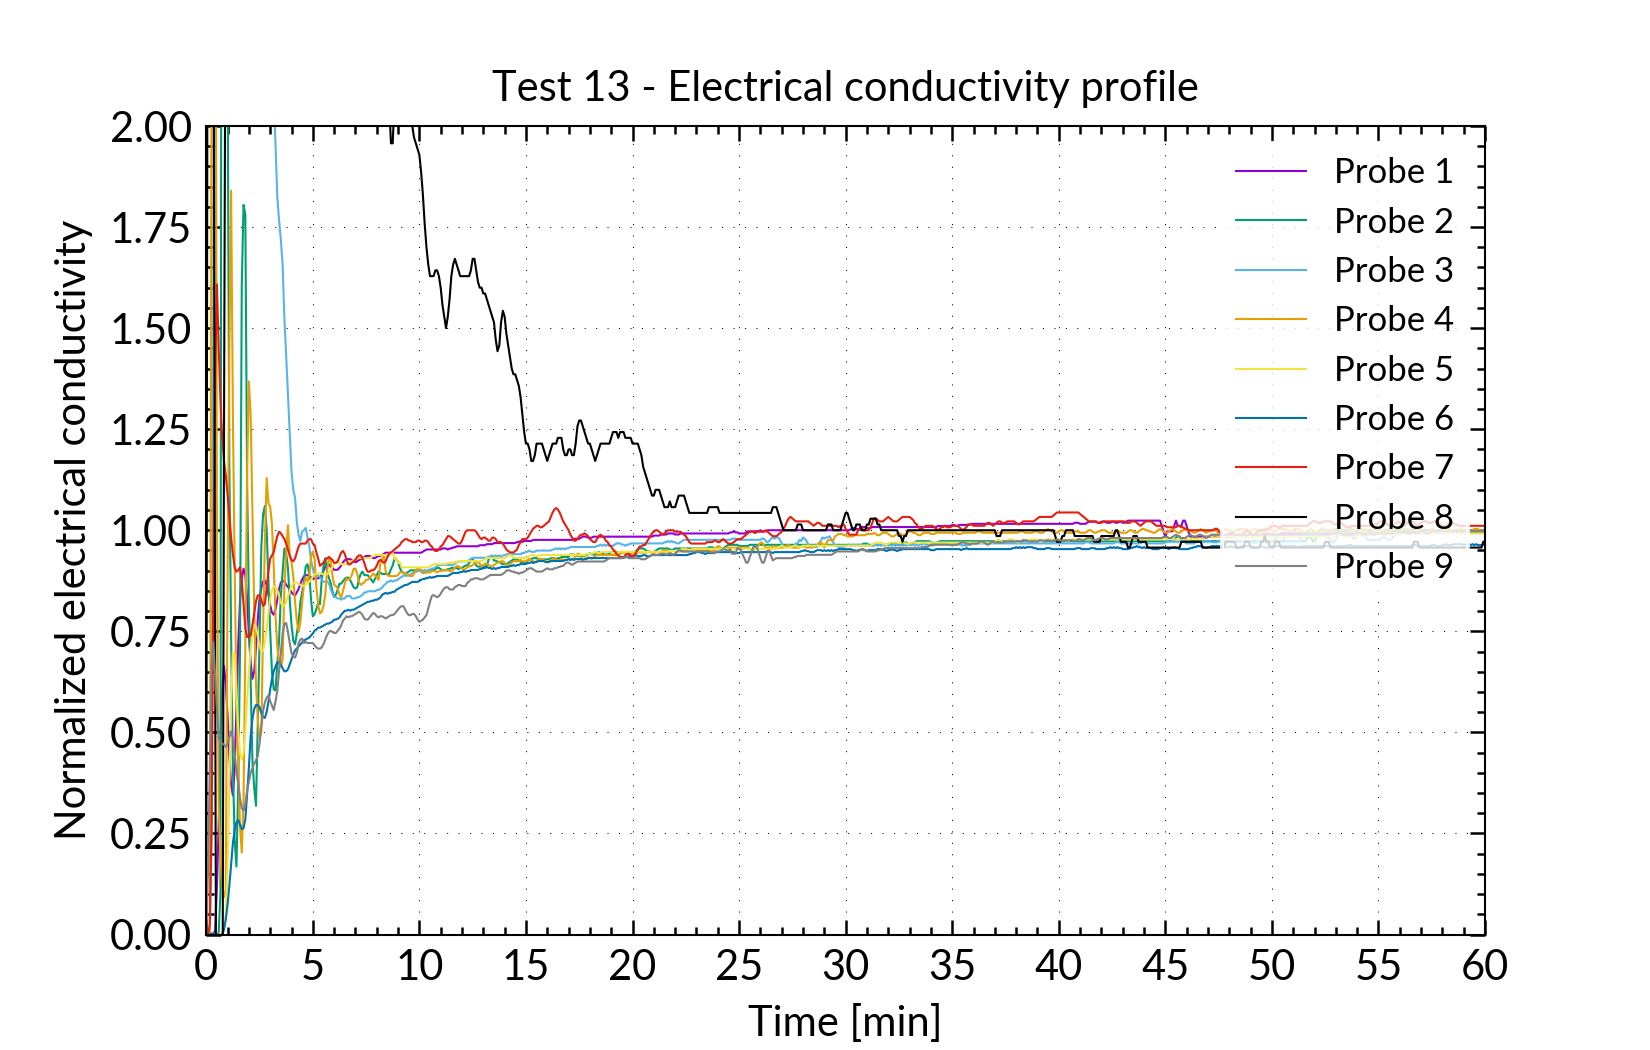 Test 13 - Electrical conductivity profile
Normalized electrical conductivity
2.00
1.75
1.50
1.25
1.00
0.75
0.50
0.25
0.00
Probe 1
Probe 2
Probe 3
Probe 4
Probe 5
Probe 6
Probe 7
Probe 8
Probe 9
0 5 10 15 20 25 30 35 40 45 50 55 60
Time [min]